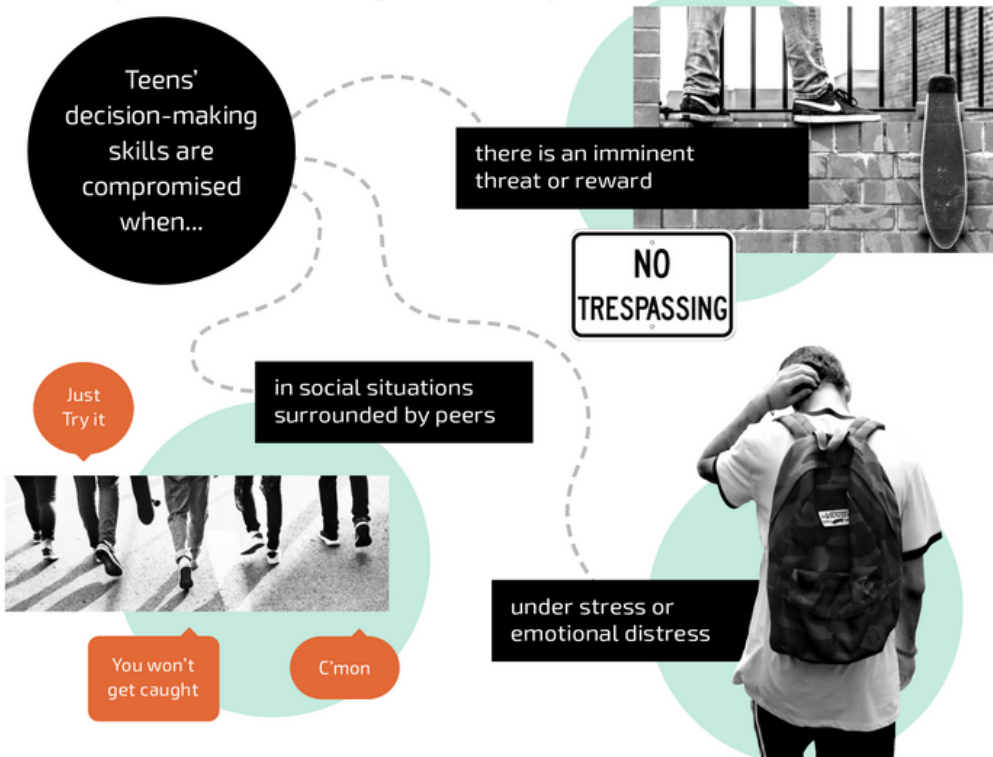 Teens'
decision-making
skills are
compromised
when...
there is an imminent
threat or reward
NO
TRESPASSING
in social situations
surrounded by peers
Just
Try it
You won't
get caught
C'mon
under stress or
emotional distress